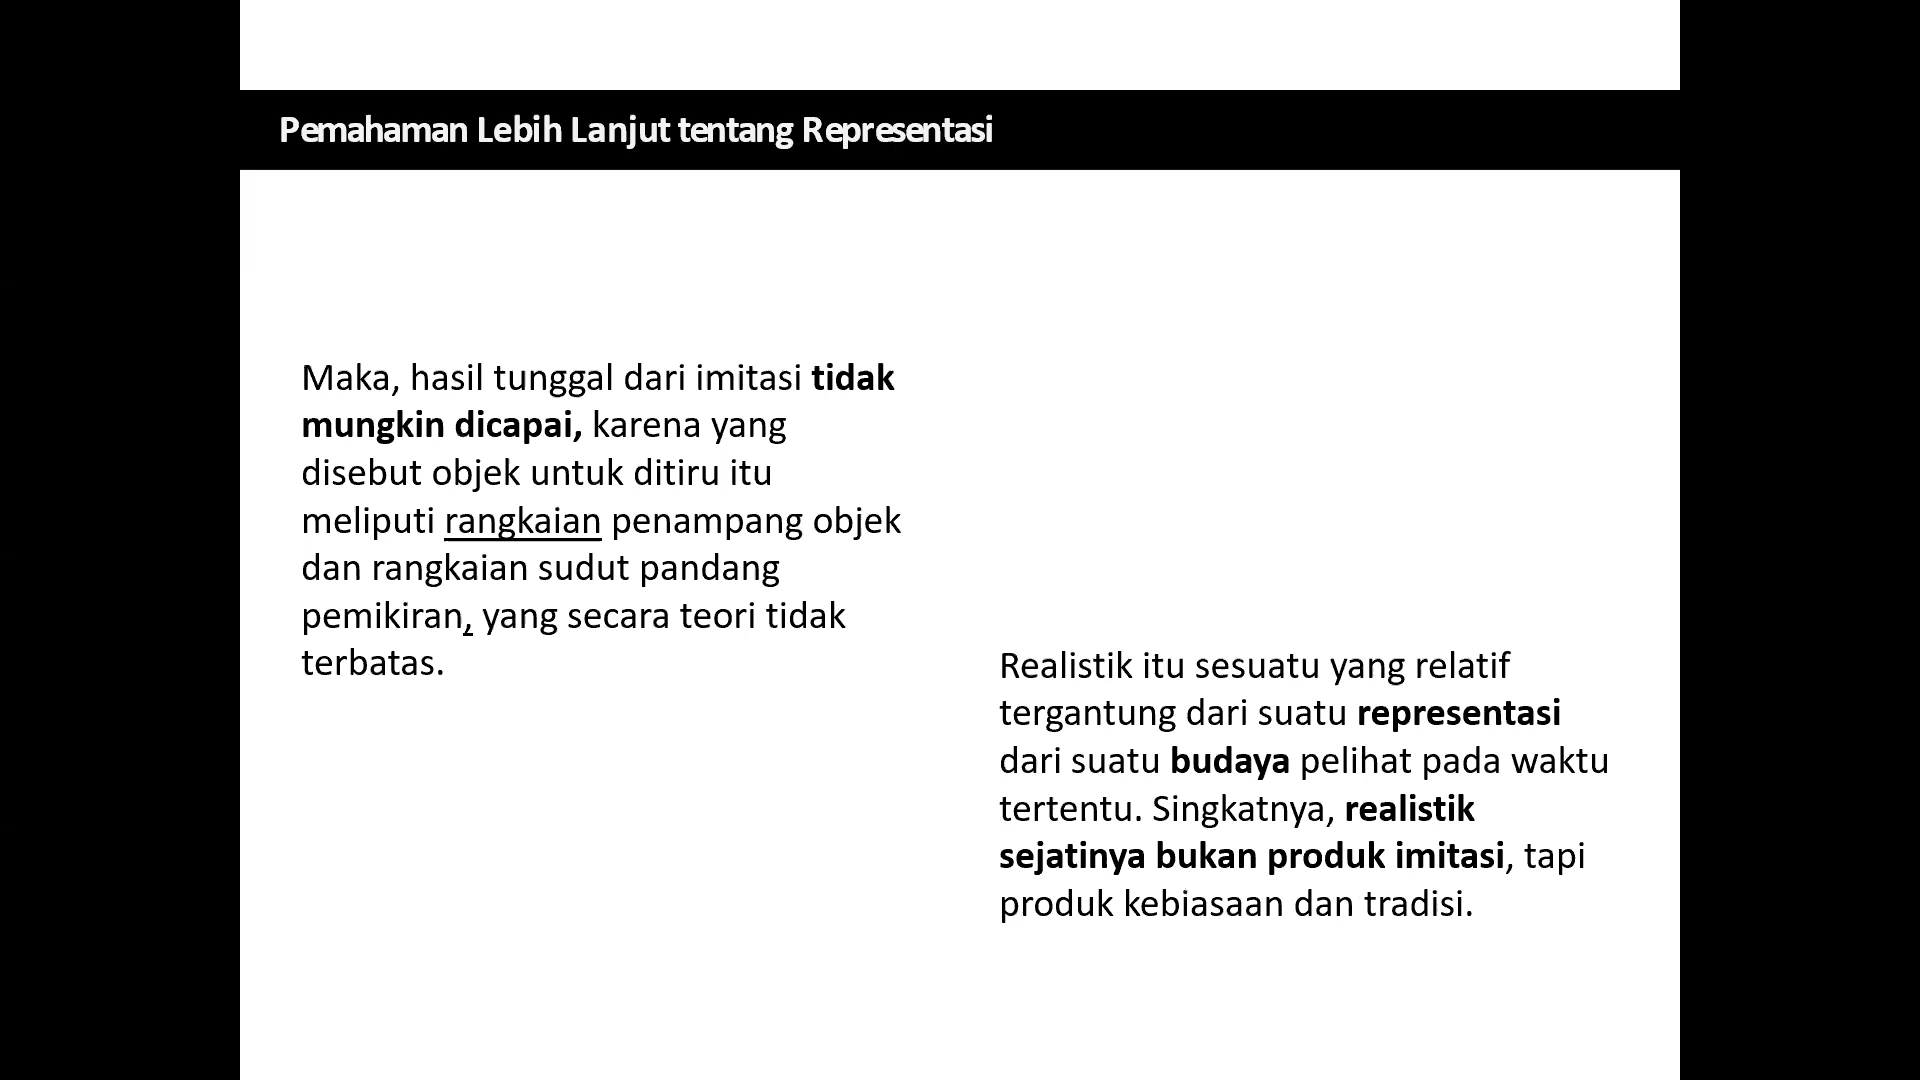 Pemahaman Lebih Lanjut tentang Representasi
Maka, hasil tunggal dari imitasi tidak
mungkin dicapai, karena yang
disebut objek untuk ditiru itu
meliputi rangkaian penampang objek
dan rangkaian sudut pandang
pemikiran, yang secara teori tidak
terbatas.
Realistik itu sesuatu yang relatif
tergantung dari suatu representasi
dari suatu budaya pelihat pada waktu
tertentu. Singkatnya, realistik
sejatinya bukan produk imitasi, tapi
produk kebiasaan dan tradisi.